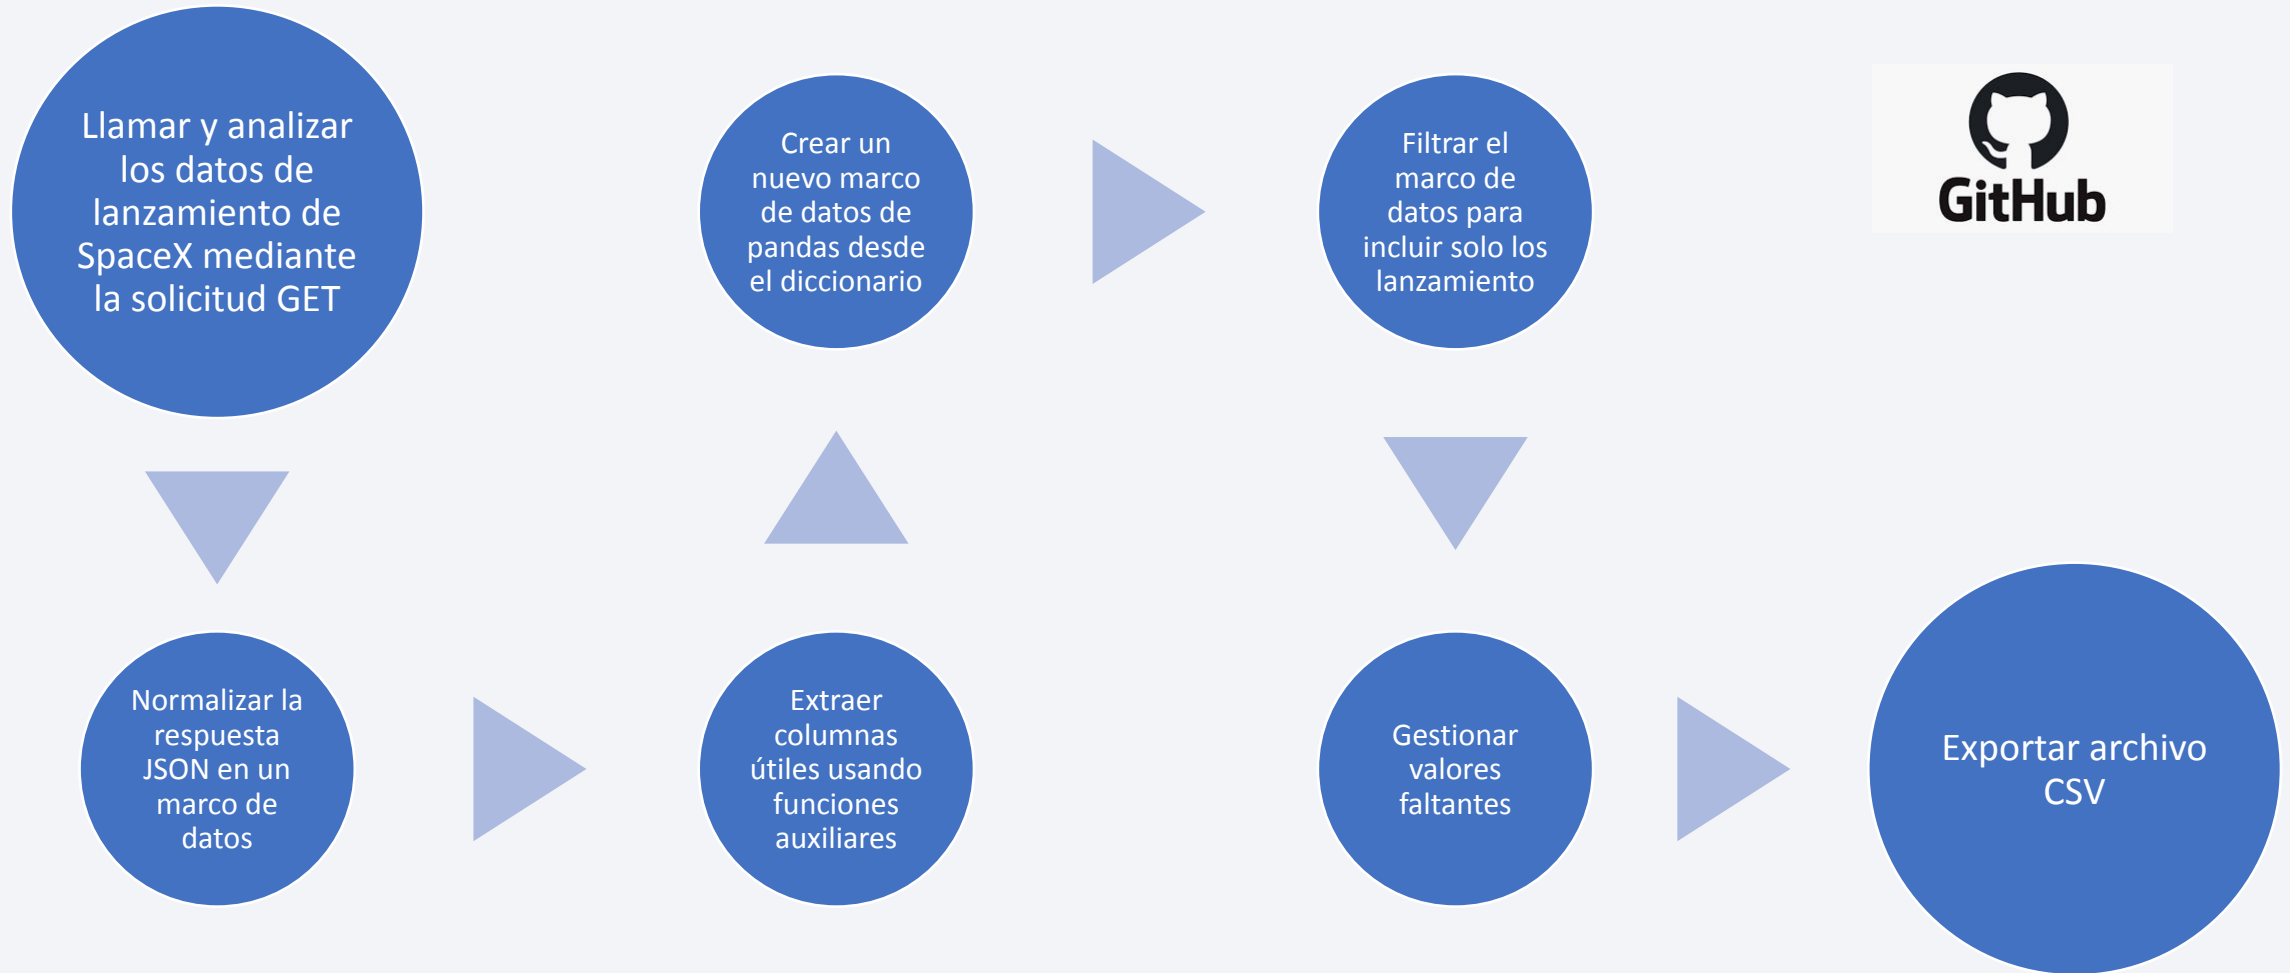 Llamar y analizar
los datos de
lanzamiento de
SpaceX mediante
la solicitud GET
Normalizar la
respuesta
JSON en un
marco de
datos
Extraer
columnas
útiles usando
funciones
auxiliares
Crear un
nuevo marco
de datos de
pandas desde
el diccionario
Filtrar el
marco de
datos para
incluir solo los
lanzamiento
Gestionar
valores
faltantes
Exportar archivo
CSV
GitHub